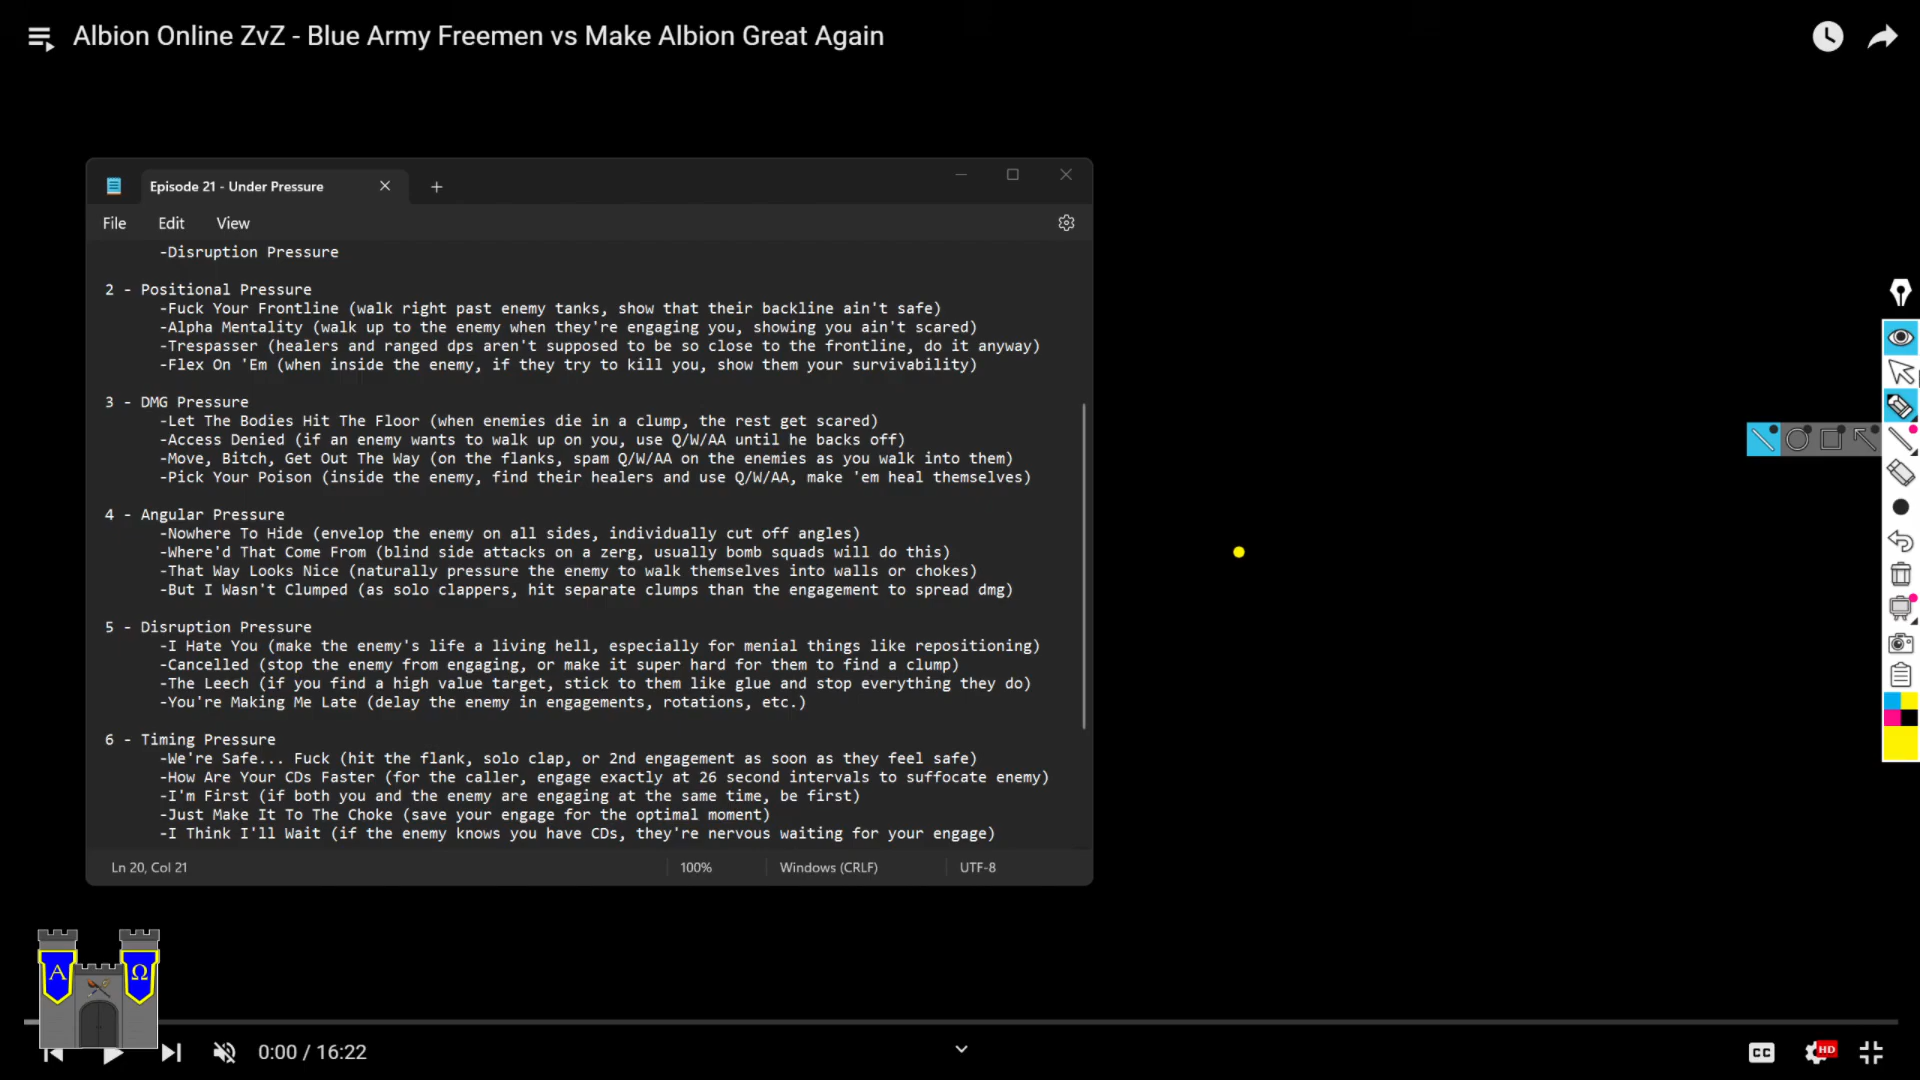 Albion Online ZvZ - Blue Army Freemen vs Make Albion Great Again
Episode 21 - Under Pressure
File Edit View
-Disruption Pressure
2 - Positional Pressure
-Fuck Your Frontline (walk right past enemy tanks, show that their backline ain't safe)
-Alpha Mentality (walk up to the enemy when they're engaging you, showing you ain't scared)
-Trespasser (healers and ranged dps aren't supposed to be so close to the frontline, do it anyway)
-Flex On 'Em (when inside the enemy, if they try to kill you, show them your survivability)
3 - DMG Pressure
-Let The Bodies Hit The Floor (when enemies die in a clump, the rest get scared)
-Access Denied (if an enemy wants to walk up on you, use Q/W/AA until he backs off)
-Move, Bitch, Get Out The Way (on the flanks, spam Q/W/AA on the enemies as you walk into them)
-Pick Your Poison (inside the enemy, find their healers and use Q/W/AA, make 'em heal themselves)
4 - Angular Pressure
-Nowhere To Hide (envelop the enemy on all sides, individually cut off angles)
-Where'd That Come From (blind side attacks on a zerg, usually bomb squads will do this)
-That Way Looks Nice (naturally pressure the enemy to walk themselves into walls or chokes)
-But I Wasn't Clumped (as solo clappers, hit separate clumps than the engagement to spread dmg)
5 - Disruption Pressure
-I Hate You (make the enemy's life a living hell, especially for menial things like repositioning)
-Cancelled (stop the enemy from engaging, or make it super hard for them to find a clump)
-The Leech (if you find a high value target, stick to them like glue and stop everything they do)
-You're Making Me Late (delay the enemy in engagements, rotations, etc.)
6 - Timing Pressure
-We're Safe... Fuck (hit the flank, solo clap, or 2nd engagement as soon as they feel safe)
-How Are Your CDs Faster (for the caller, engage exactly at 26 second intervals to suffocate enemy)
-I'm First (if both you and the enemy are engaging at the same time, be first)
-Just Make It To The Choke (save your engage for the optimal moment)
-I Think I'll Wait (if the enemy knows you have CDs, they're nervous waiting for your engage)
Ln 20, Col 21 100% Windows (CRLF) UTF-8
Α Ω
0:00 / 16:22 CC HD